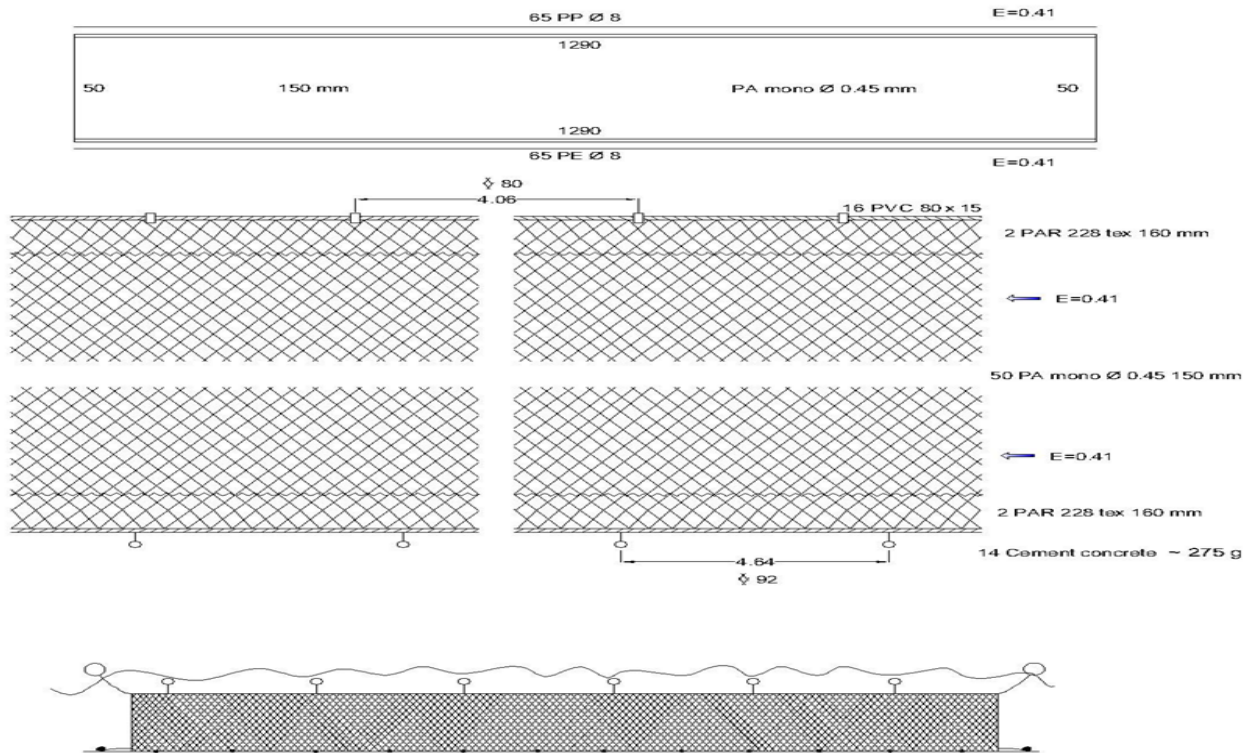 65 PP Ø 8
E=0.41
1290
50
150 mm
PA mono Ø 0.45 mm
50
1290
65 PE Ø 8
E=0.41
80
4.06
16 PVC 80 x 15
2 PAR 228 tex 160 mm
E=0.41
50 PA mono Ø 0.45 150 mm
E=0.41
2 PAR 228 tex 160 mm
14 Cement concrete ~ 275 g
4.64
92